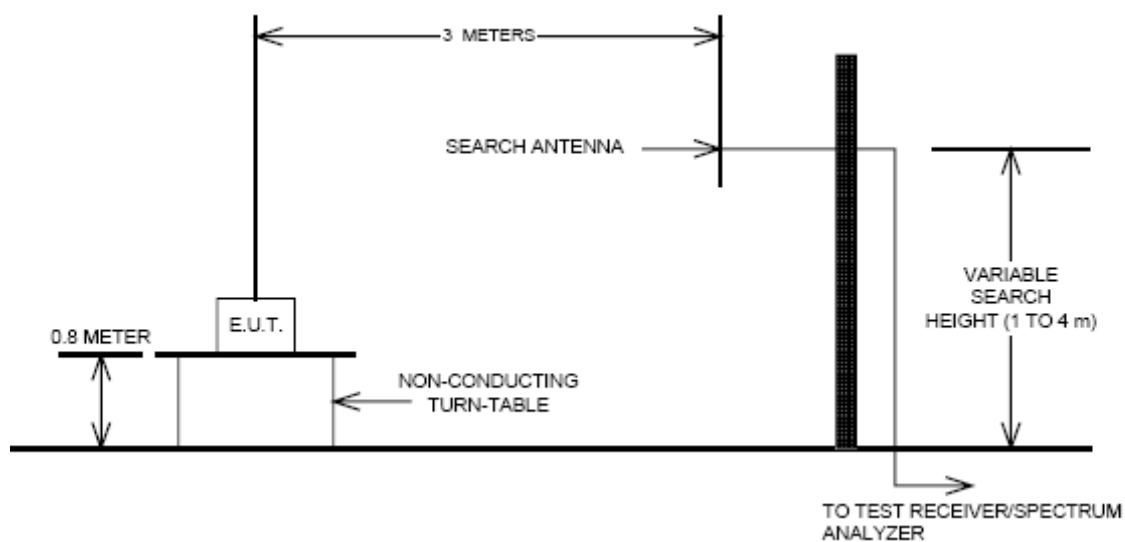 3 METERS
SEARCH ANTENNA
VARIABLE
SEARCH
HEIGHT (1 TO 4 m)
E.U.T.
0.8 METER
NON-CONDUCTING
TURN-TABLE
TO TEST RECEIVER/SPECTRUM
ANALYZER